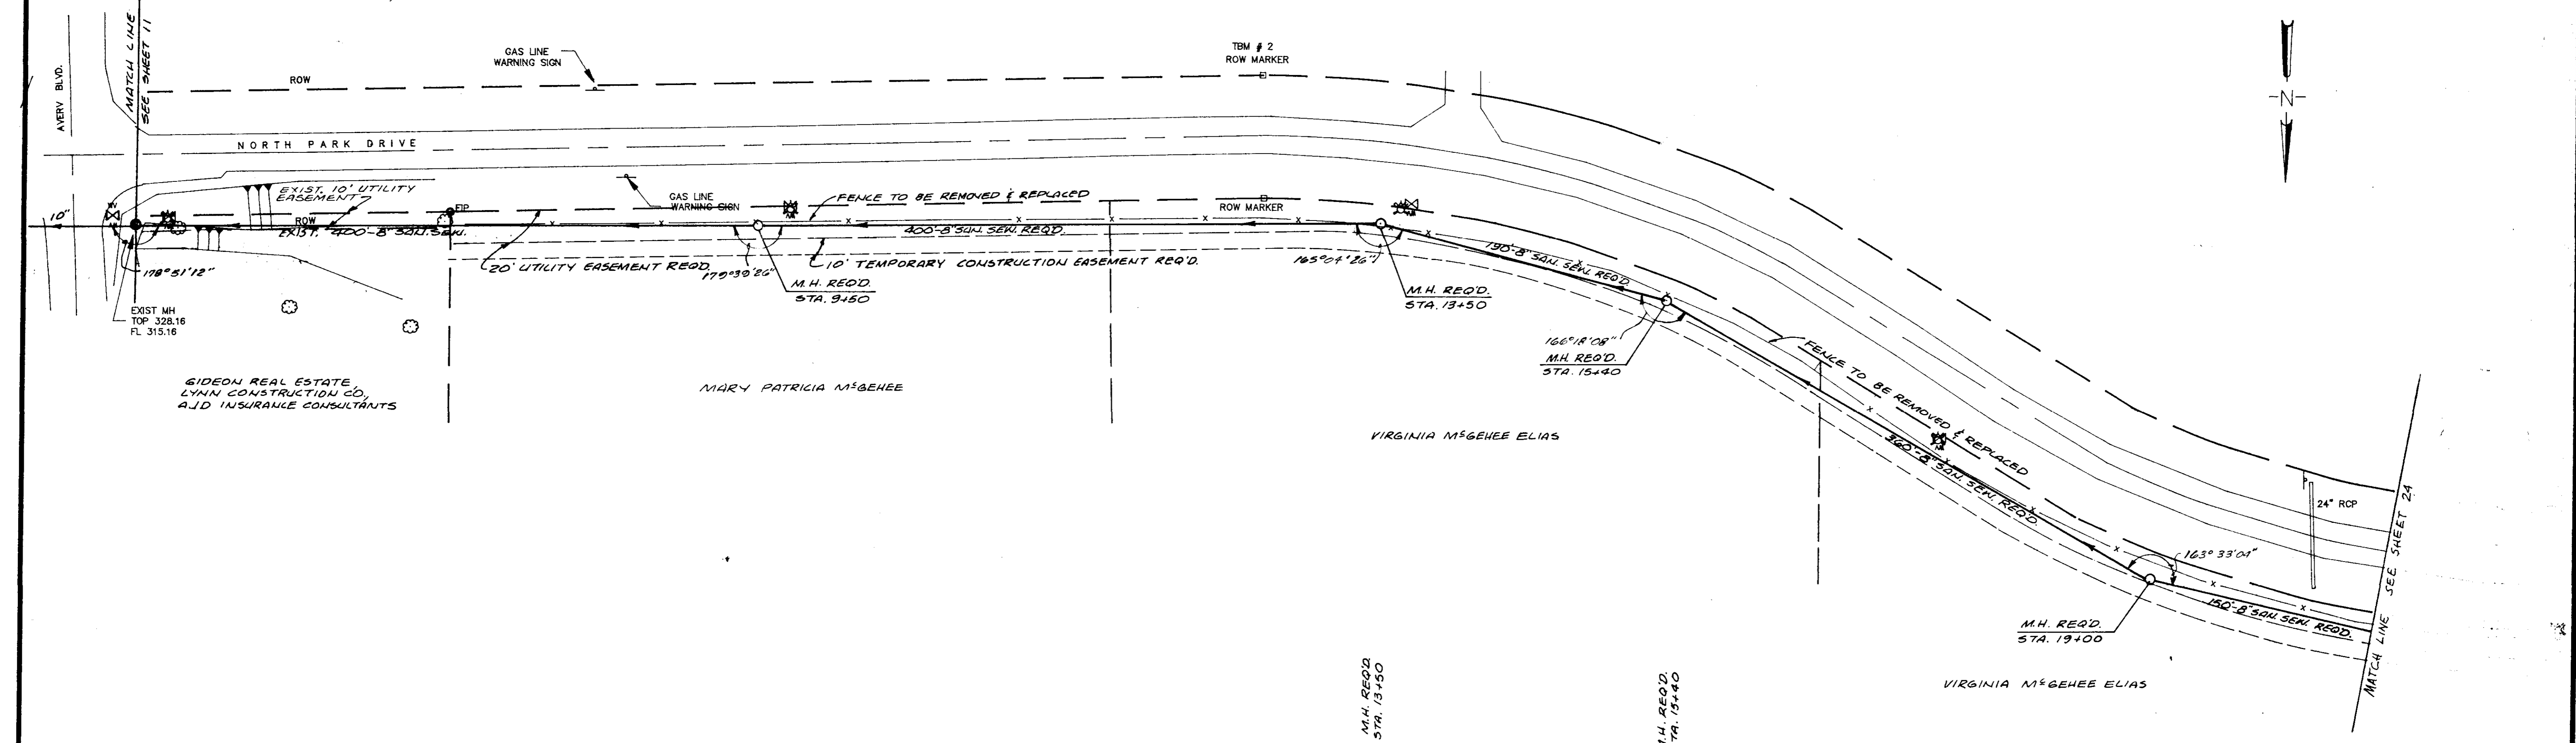 MATCH LINE
SEE SHEET 11
AVERV BLVD.
ROW
GAS LINE
WARNING SIGN
TBM # 2
ROW MARKER
-N-
NORTH PARK DRIVE
EXIST. 10' UTILITY
EASEMENT
10"
ROW
EXIST. 400'-8" SAN. SEW.
EIP
GAS LINE
WARNING SIGN
FENCE TO BE REMOVED & REPLACED
ROW MARKER
400'-8" SAN. SEW. REQ'D.
190'-8" SAN. SEW. REQ'D.
178°51'12"
20' UTILITY EASEMENT REQD.
179°39'26"
10' TEMPORARY CONSTRUCTION EASEMENT REQ'D.
165°04'26"
M.H. REQ'D.
STA. 9+50
M.H. REQ'D.
STA. 13+50
EXIST MH
TOP 328.16
FL 315.16
166°18'08"
M.H. REQ'D.
STA. 15+40
FENCE TO BE REMOVED & REPLACED
360'-8" SAN. SEW. REQ'D.
GIDEON REAL ESTATE,
LYNN CONSTRUCTION CO.,
AJD INSURANCE CONSULTANTS
MARY PATRICIA McGEHEE
VIRGINIA McGEHEE ELIAS
24" RCP
163°33'04"
150'-8" SAN. SEW. REQD.
MATCH LINE SEE SHEET 24
M.H. REQ'D.
STA. 19+00
VIRGINIA McGEHEE ELIAS
M.H. REQ'D.
STA. 13+50
M.H. REQ'D.
STA. 15+40